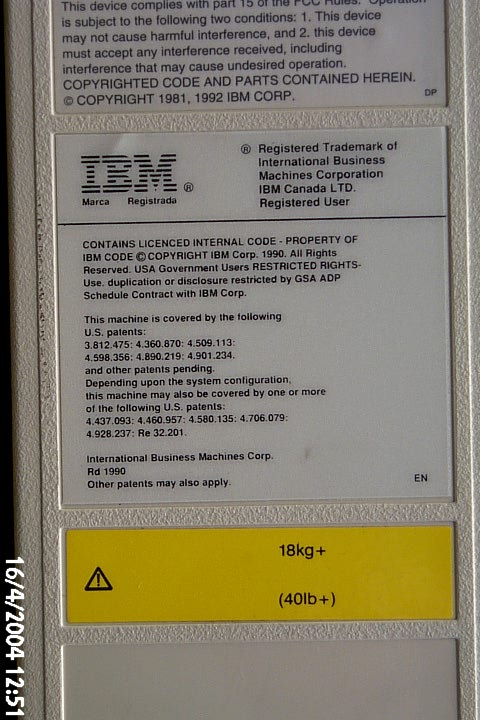 This device complies with part 15 of the FCC Rules. Operation
is subject to the following two conditions: 1. This device
may not cause harmful interference, and 2. this device
must accept any interference received, including
interference that may cause undesired operation.
COPYRIGHTED CODE AND PARTS CONTAINED HEREIN.
© COPYRIGHT 1981, 1992 IBM CORP.
DP
IBM ®
Marca Registrada
® Registered Trademark of
International Business
Machines Corporation
IBM Canada LTD.
Registered User
CONTAINS LICENCED INTERNAL CODE - PROPERTY OF
IBM CODE © COPYRIGHT IBM Corp. 1990. All Rights
Reserved. USA Government Users RESTRICTED RIGHTS-
Use. duplication or disclosure restricted by GSA ADP
Schedule Contract with IBM Corp.
This machine is covered by the following
U.S. patents:
3.812.475: 4.360.870: 4.509.113:
4.598.356: 4.890.219: 4.901.234.
and other patents pending.
Depending upon the system configuration,
this machine may also be covered by one or more
of the following U.S. patents:
4.437.093: 4.460.957: 4.580.135: 4.706.079:
4.928.237: Re 32.201.
International Business Machines Corp.
Rd 1990
Other patents may also apply.
EN
18kg+
(40lb+)
16/4/2004 12:51